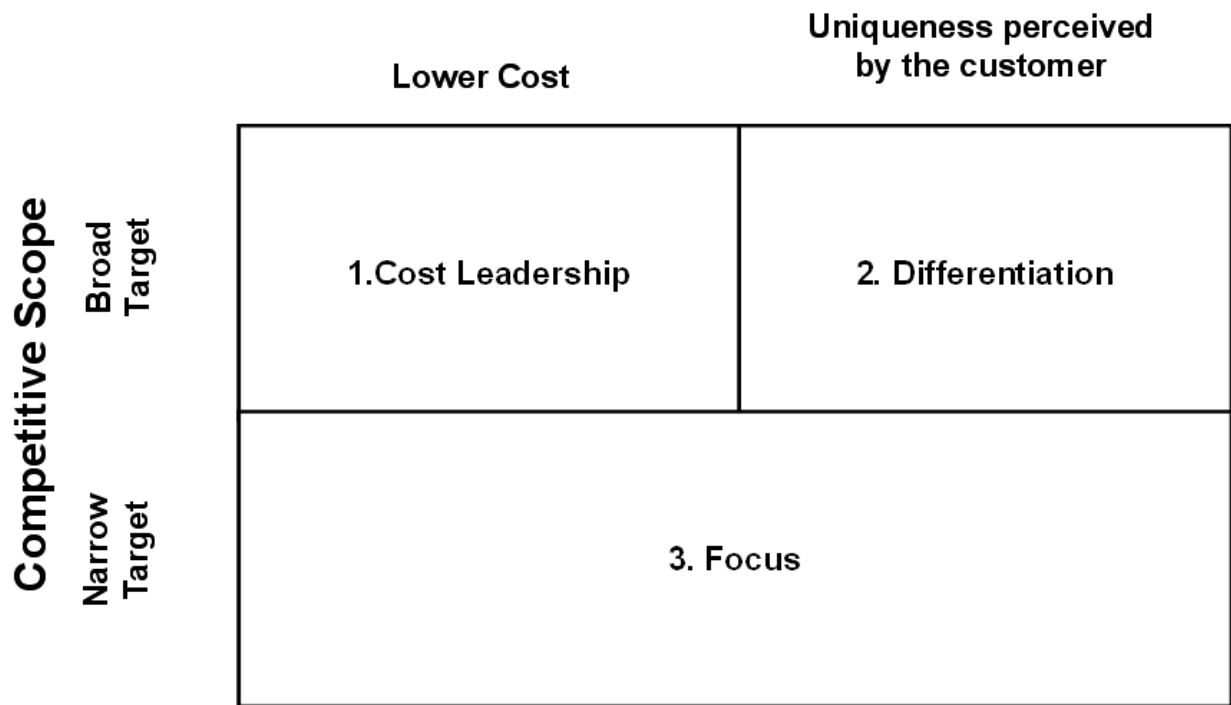 Uniqueness perceived
by the customer
Lower Cost
Competitive Scope
Broad
Target
1.Cost Leadership
2. Differentiation
Narrow
Target
3. Focus